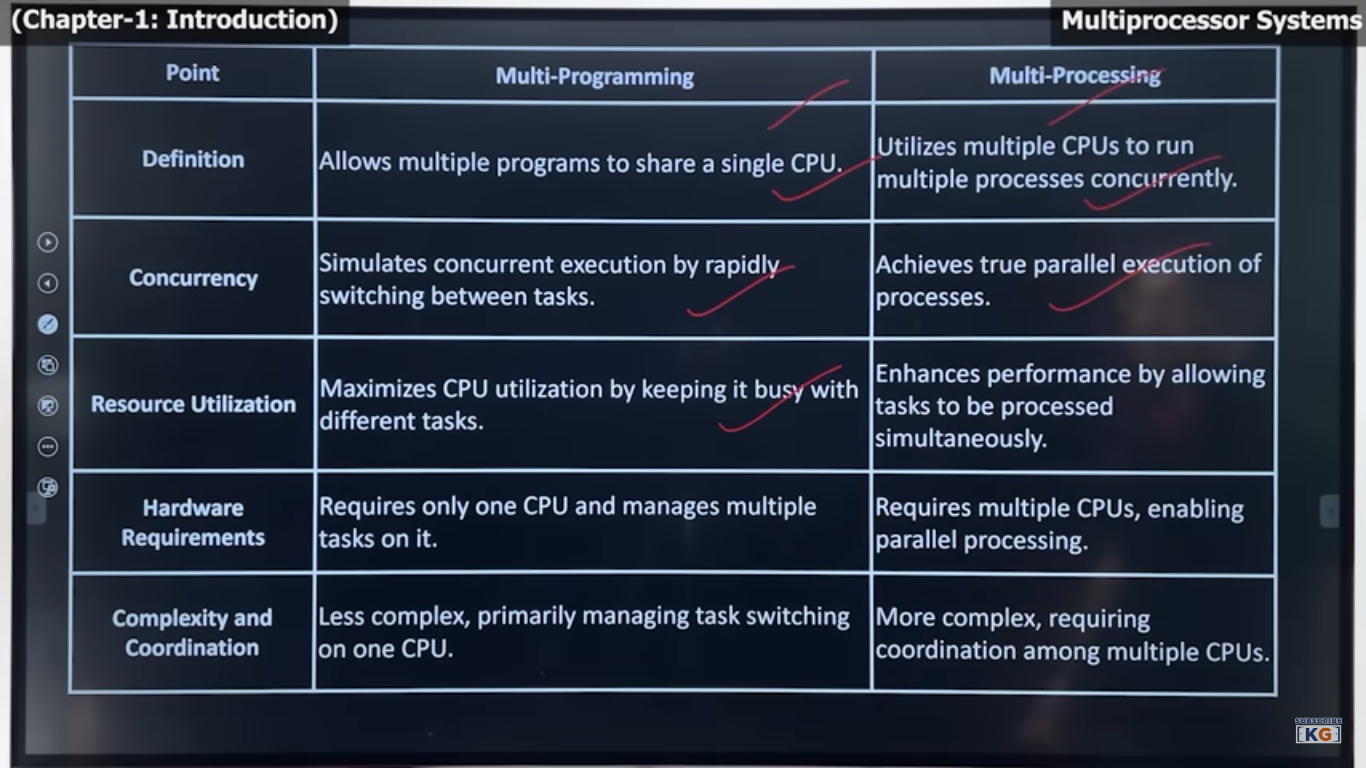 (Chapter-1: Introduction)
Multiprocessor Systems
Point
Multi-Programming
Multi-Processing
Definition
Allows multiple programs to share a single CPU.
Utilizes multiple CPUs to run
multiple processes concurrently.
Concurrency
Simulates concurrent execution by rapidly
switching between tasks.
Achieves true parallel execution of
processes.
Resource Utilization
Maximizes CPU utilization by keeping it busy with
different tasks.
Enhances performance by allowing
tasks to be processed
simultaneously.
Hardware
Requirements
Requires only one CPU and manages multiple
tasks on it.
Requires multiple CPUs, enabling
parallel processing.
Complexity and
Coordination
Less complex, primarily managing task switching
on one CPU.
More complex, requiring
coordination among multiple CPUs.
SUBSCRIBE
KG